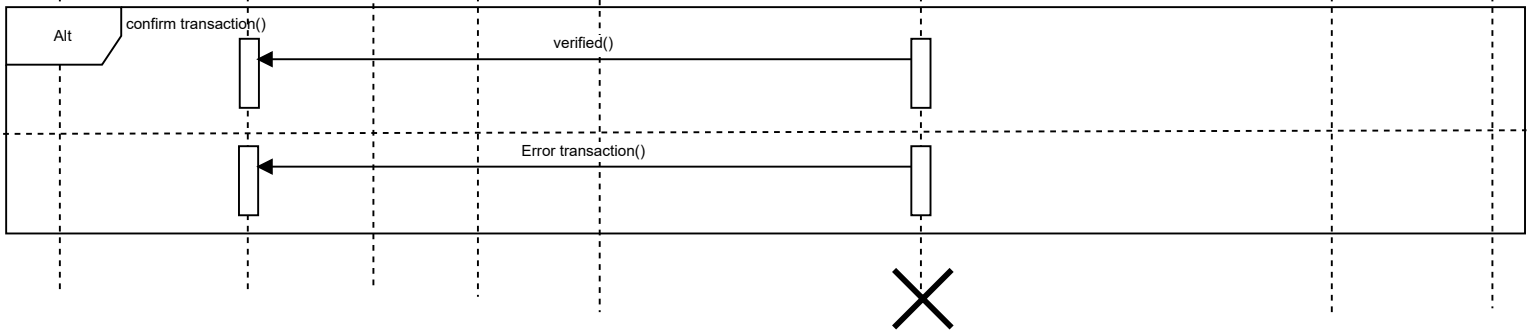 confirm transaction()
Alt
verified()
Error transaction()